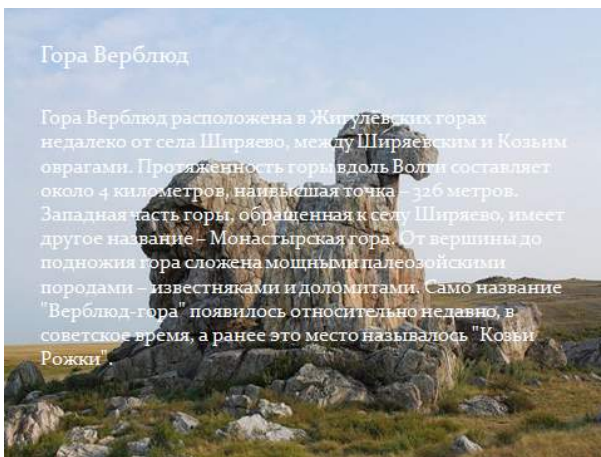 Гора Верблюд
Гора Верблюд расположена в Жигулевских горах
недалеко от села Ширяево, между Ширяевским и Козьим
оврагами. Протяженность горы вдоль Волги составляет
около 4 километров, наивысшая точка – 326 метров.
Западная часть горы, обращенная к селу Ширяево, имеет
другое название – Монастырская гора. От вершины до
подножия гора сложена мощными палеозойскими
породами – известняками и доломитами. Само название
"Верблюд-гора" появилось относительно недавно, в
советское время, а ранее это место называлось "Козьи
Рожки".